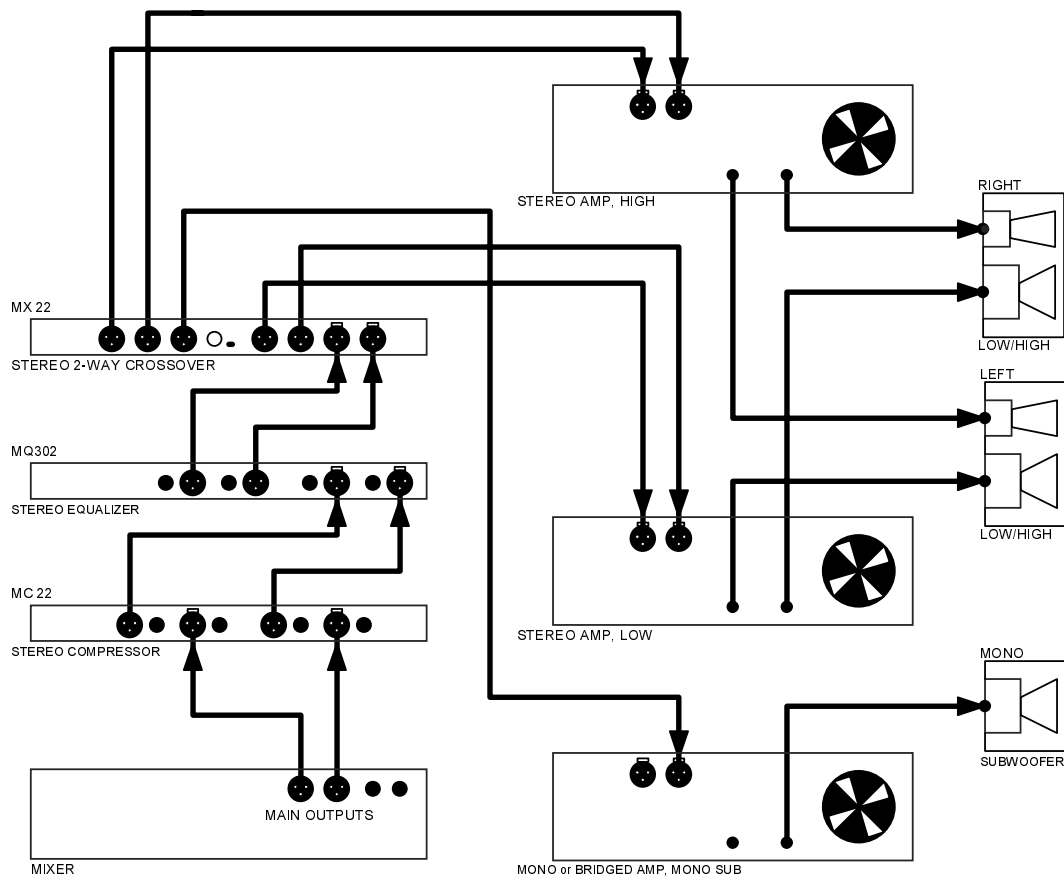 STEREO AMP, HIGH
RIGHT
LOW/HIGH
MX 22
STEREO 2-WAY CROSSOVER
LEFT
LOW/HIGH
MQ302
STEREO EQUALIZER
MC 22
STEREO COMPRESSOR
STEREO AMP, LOW
MONO
SUBWOOFER
MAIN OUTPUTS
MIXER
MONO or BRIDGED AMP, MONO SUB